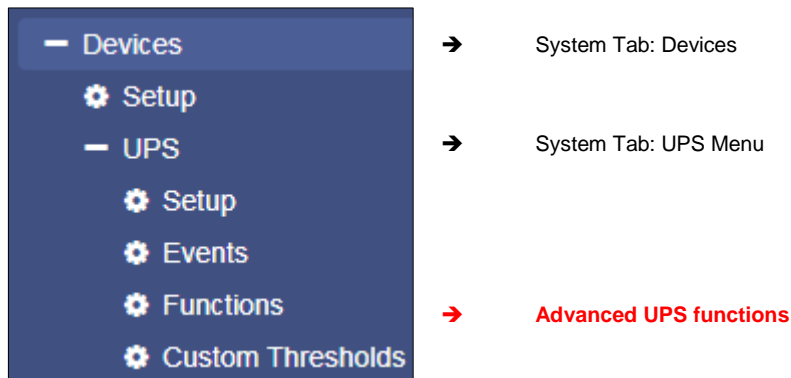 Devices ➔ System Tab: Devices
Setup
UPS ➔ System Tab: UPS Menu
Setup
Events
Functions ➔ Advanced UPS functions
Custom Thresholds